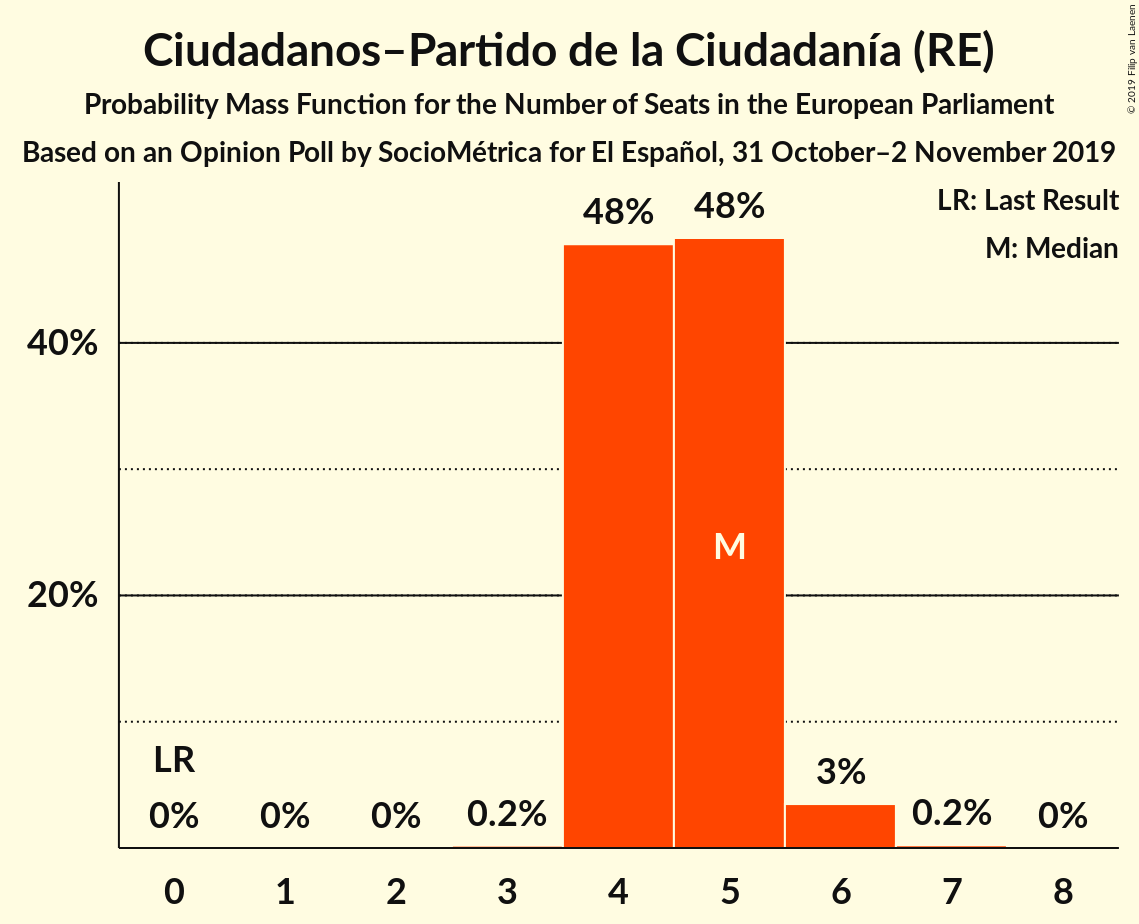 Ciudadanos–Partido de la Ciudadanía (RE)
Probability Mass Function for the Number of Seats in the European Parliament
Based on an Opinion Poll by SocioMétrica for El Español, 31 October–2 November 2019
© 2019 Filip van Laenen
LR: Last Result
M: Median
48% 48%
40%
M
20%
LR
0% 0% 0% 0.2% 3% 0.2% 0%
0 1 2 3 4 5 6 7 8